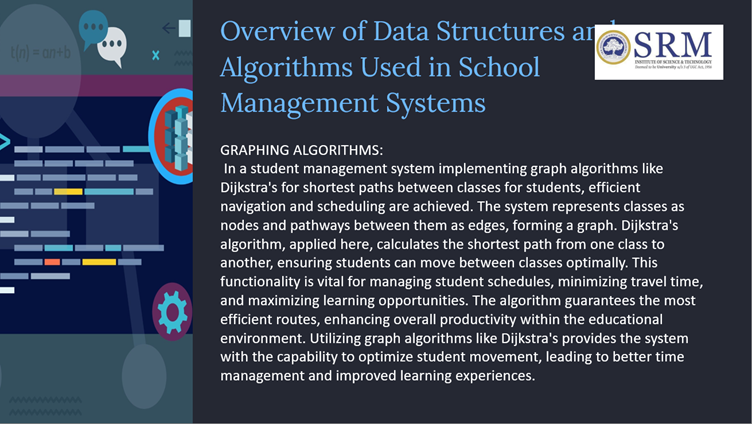 t(n) = an+b
Overview of Data Structures
Algorithms Used in School
Management Systems
SRM
INSTITUTE OF SCIENCE & TECHNOLOGY
Deemed to be University u/s 3 of UGC Act, 1956
GRAPHING ALGORITHMS:
In a student management system implementing graph algorithms like
Dijkstra's for shortest paths between classes for students, efficient
navigation and scheduling are achieved. The system represents classes as
nodes and pathways between them as edges, forming a graph. Dijkstra's
algorithm, applied here, calculates the shortest path from one class to
another, ensuring students can move between classes optimally. This
functionality is vital for managing student schedules, minimizing travel time,
and maximizing learning opportunities. The algorithm guarantees the most
efficient routes, enhancing overall productivity within the educational
environment. Utilizing graph algorithms like Dijkstra's provides the system
with the capability to optimize student movement, leading to better time
management and improved learning experiences.